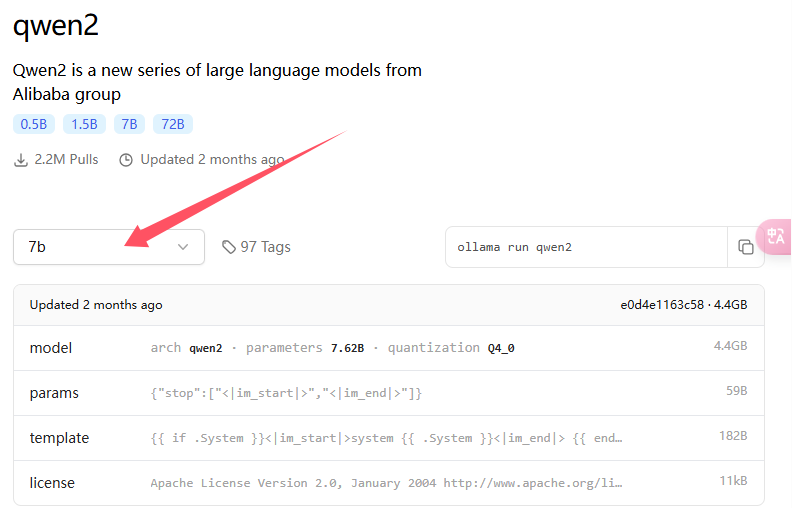 qwen2
Qwen2 is a new series of large language models from
Alibaba group
0.5B 1.5B 7B 72B
2.2M Pulls Updated 2 months ago
7b 97 Tags ollama run qwen2
Updated 2 months ago e0d4e1163c58 · 4.4GB
model arch qwen2 · parameters 7.62B · quantization Q4_0 4.4GB
params {"stop":["<|im_start|>","<|im_end|>"]} 59B
template {{ if .System }}<|im_start|>system {{ .System }}<|im_end|> {{ end… 182B
license Apache License Version 2.0, January 2004 http://www.apache.org/li… 11kB